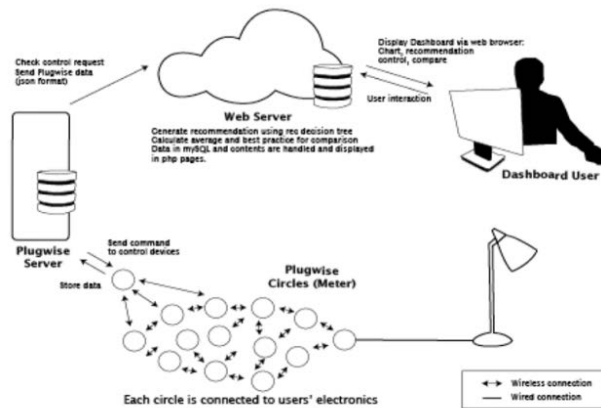 Check control request
Send Plugwise data
(json format)
Display Dashboard via web browser:
Chart, recommendation
control, compare
User interaction
Web Server
Generate recommendation using rec decision tree
Calculate average and best practice for comparison
Data in mySQL and contents are handled and displayed
in php pages.
Dashboard User
Plugwise
Server
Send command
to control devices
Store data
Plugwise
Circles (Meter)
Each circle is connected to users' electronics
Wireless connection
Wired connection